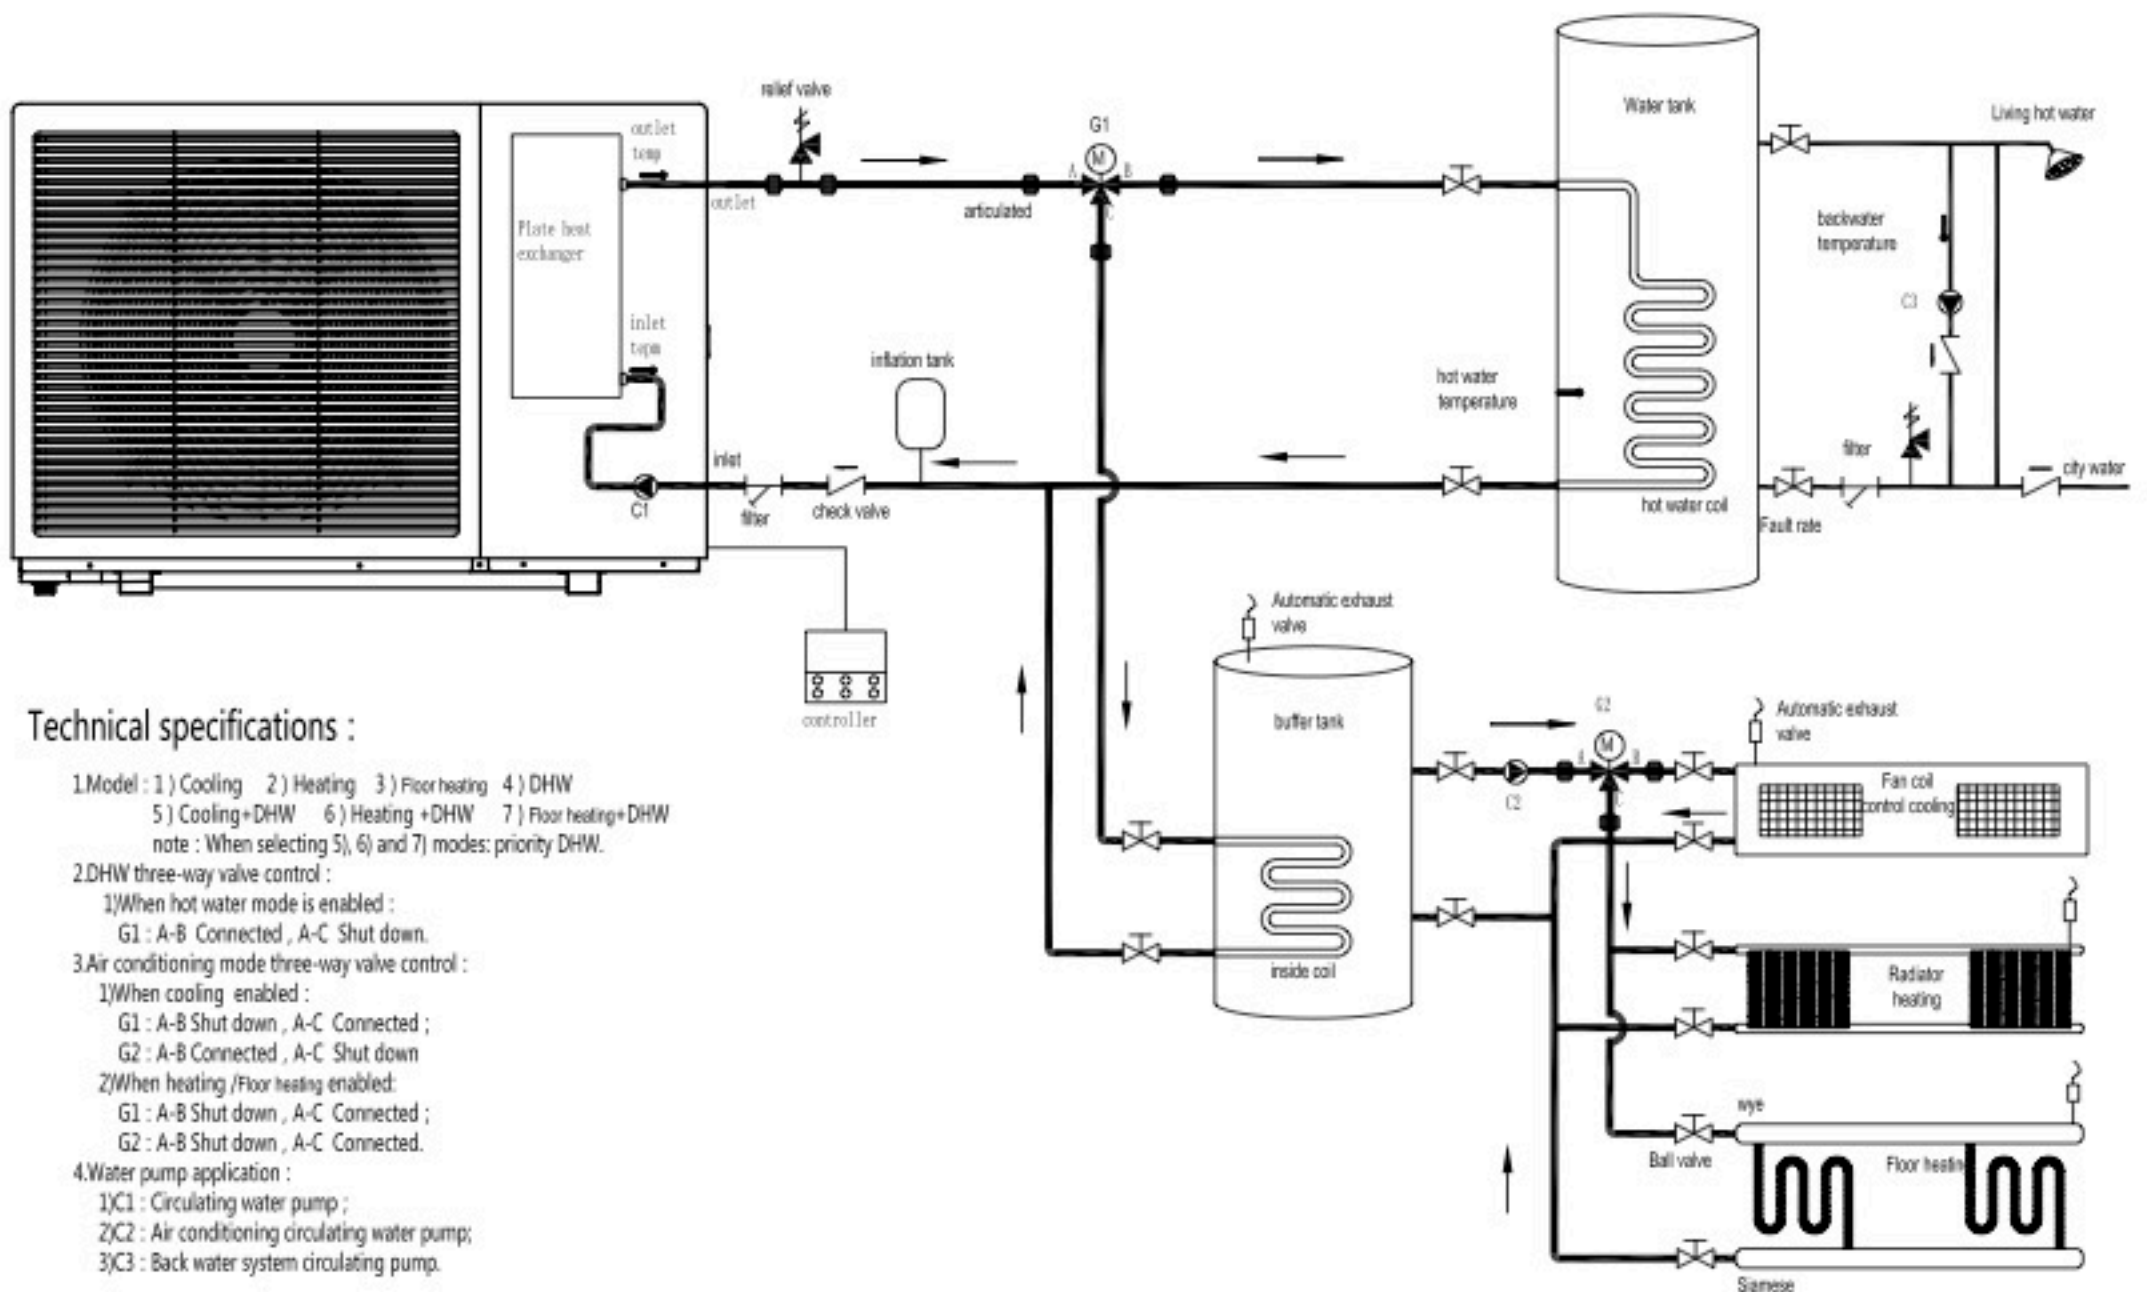 relief valve
G1
M
A
B
C
outlet
temp
outlet
articulated
Plate heat
exchanger
inlet
tepm
inlet
C1
filter
check valve
inflation tank
controller
Water tank
hot water
temperature
hot water coil
Living hot water
backwater
temperature
C3
filter
city water
Fault rate
Automatic exhaust
valve
buffer tank
inside coil
G2
M
A
B
C
C2
Automatic exhaust
valve
Fan coil
control cooling
Radiator
heating
wye
Ball valve
Floor heatin
Siamese
Technical specifications :
1.Model : 1 ) Cooling 2 ) Heating 3 ) Floor heating 4 ) DHW
5 ) Cooling+DHW 6 ) Heating +DHW 7 ) Floor heating+DHW
note : When selecting 5), 6) and 7) modes: priority DHW.
2.DHW three-way valve control :
1)When hot water mode is enabled :
G1 : A-B Connected , A-C Shut down.
3.Air conditioning mode three-way valve control :
1)When cooling enabled :
G1 : A-B Shut down , A-C Connected ;
G2 : A-B Connected , A-C Shut down
2)When heating /Floor heating enabled:
G1 : A-B Shut down , A-C Connected ;
G2 : A-B Shut down , A-C Connected.
4.Water pump application :
1)C1 : Circulating water pump ;
2)C2 : Air conditioning circulating water pump;
3)C3 : Back water system circulating pump.